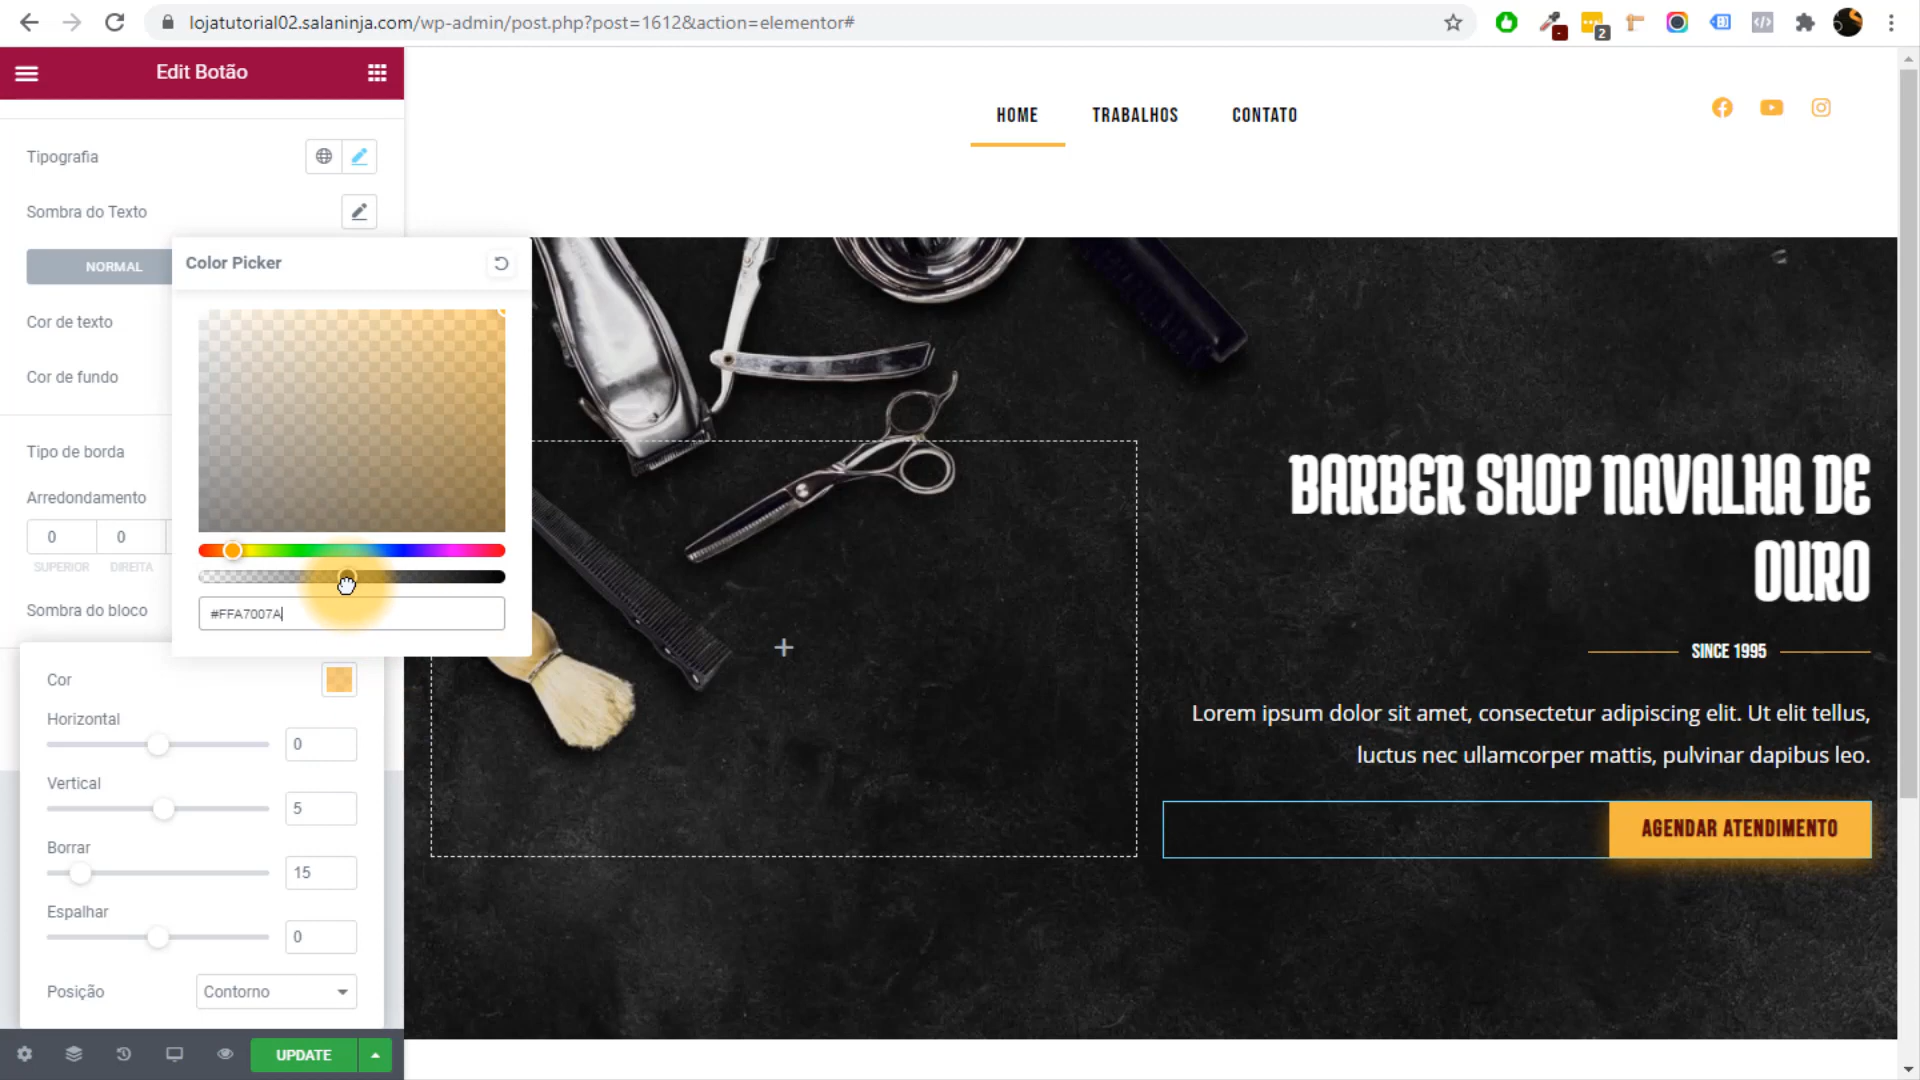 lojatutorial02.salaninja.com/wp-admin/post.php?post=1612&action=elementor#
2
Edit Botão
HOME
TRABALHOS
CONTATO
Tipografia
Sombra do Texto
NORMAL
Color Picker
Cor de texto
Cor de fundo
Tipo de borda
Arredondamento
0
0
SUPERIOR
DIREITA
Sombra do bloco
#FFA7007A
Cor
Horizontal
0
Vertical
5
Borrar
15
Espalhar
0
Posição
Contorno
UPDATE
BARBER SHOP NAVALHA DE
OURO
SINCE 1995
Lorem ipsum dolor sit amet, consectetur adipiscing elit. Ut elit tellus,
luctus nec ullamcorper mattis, pulvinar dapibus leo.
AGENDAR ATENDIMENTO